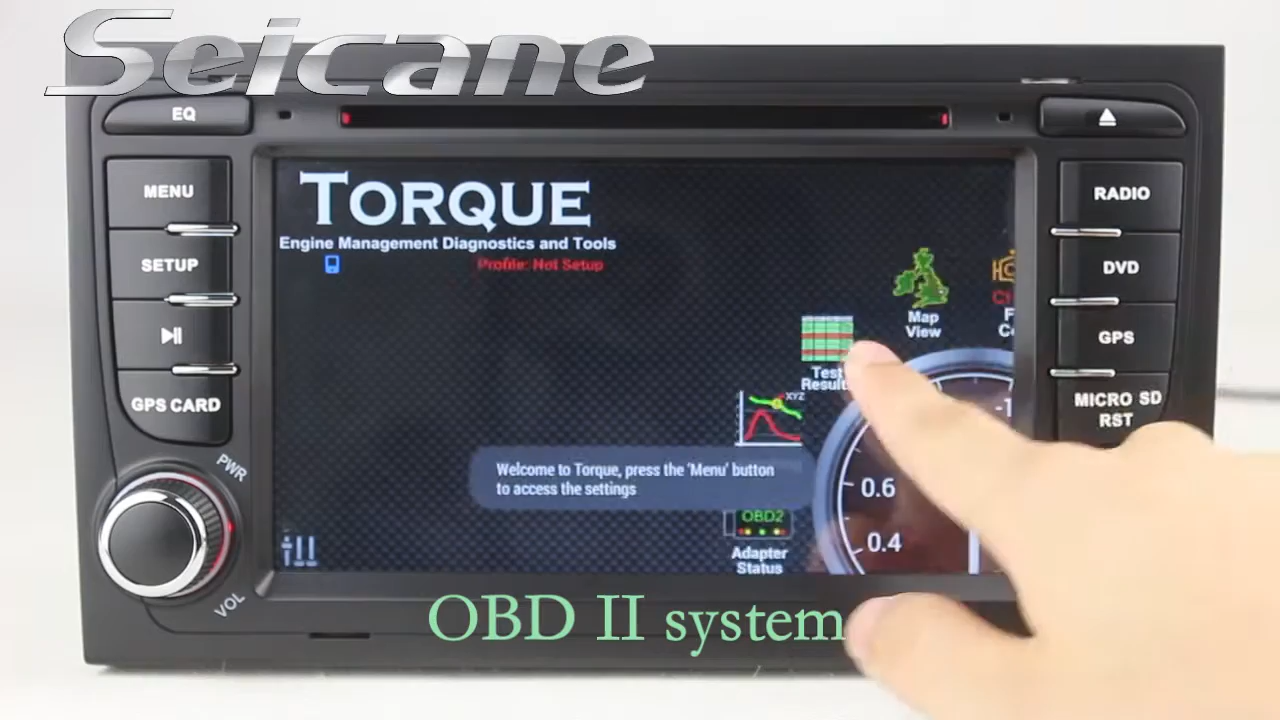 Seicane
EQ
MENU
SETUP
GPS CARD
PWR
VOL
RADIO
DVD
GPS
MICRO SD
RST
TORQUE
Engine Management Diagnostics and Tools
Profile: Not Setup
Map
View
Test
Results
XYZ
Welcome to Torque, press the 'Menu' button
to access the settings
OBD2
Adapter
Status
0.6
0.4
-1
OBD II system